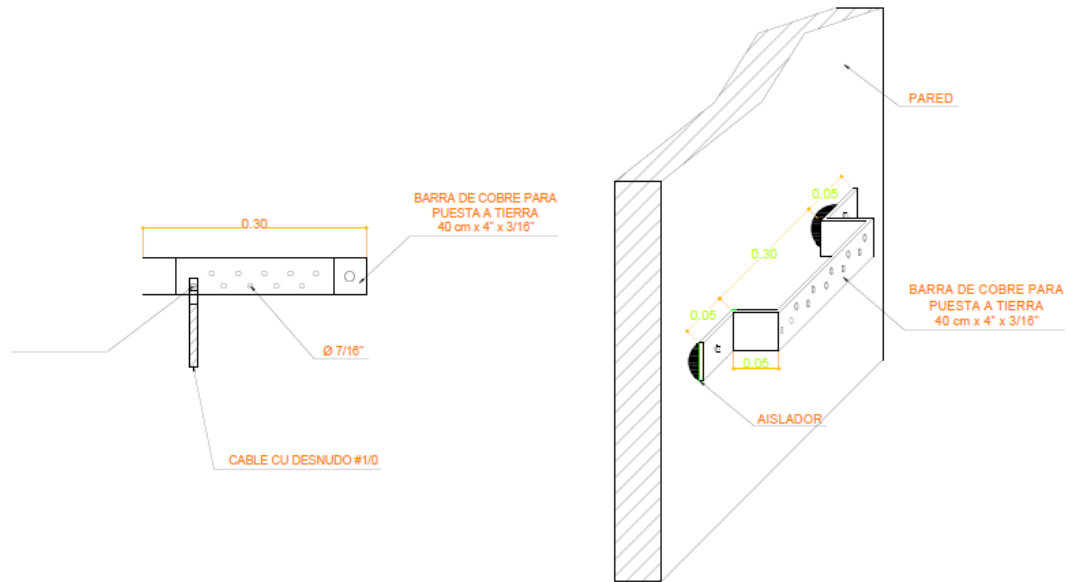 0.30
BARRA DE COBRE PARA
PUESTA A TIERRA
40 cm x 4" x 3/16"
Ø 7/16"
CABLE CU DESNUDO #1/0
PARED
0.05
0.30
0.05
0.05
BARRA DE COBRE PARA
PUESTA A TIERRA
40 cm x 4" x 3/16"
AISLADOR